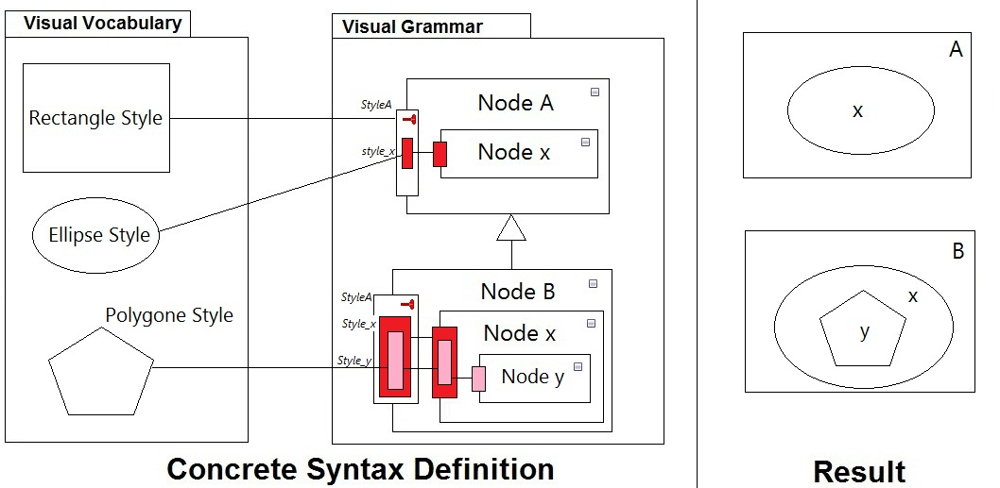 Visual Vocabulary
Rectangle Style
Ellipse Style
Polygone Style
Visual Grammar
StyleA
Node A
style_x
Node x
StyleA
Node B
Style_x
Node x
Style_y
Node y
Concrete Syntax Definition
A
x
B
x
y
Result